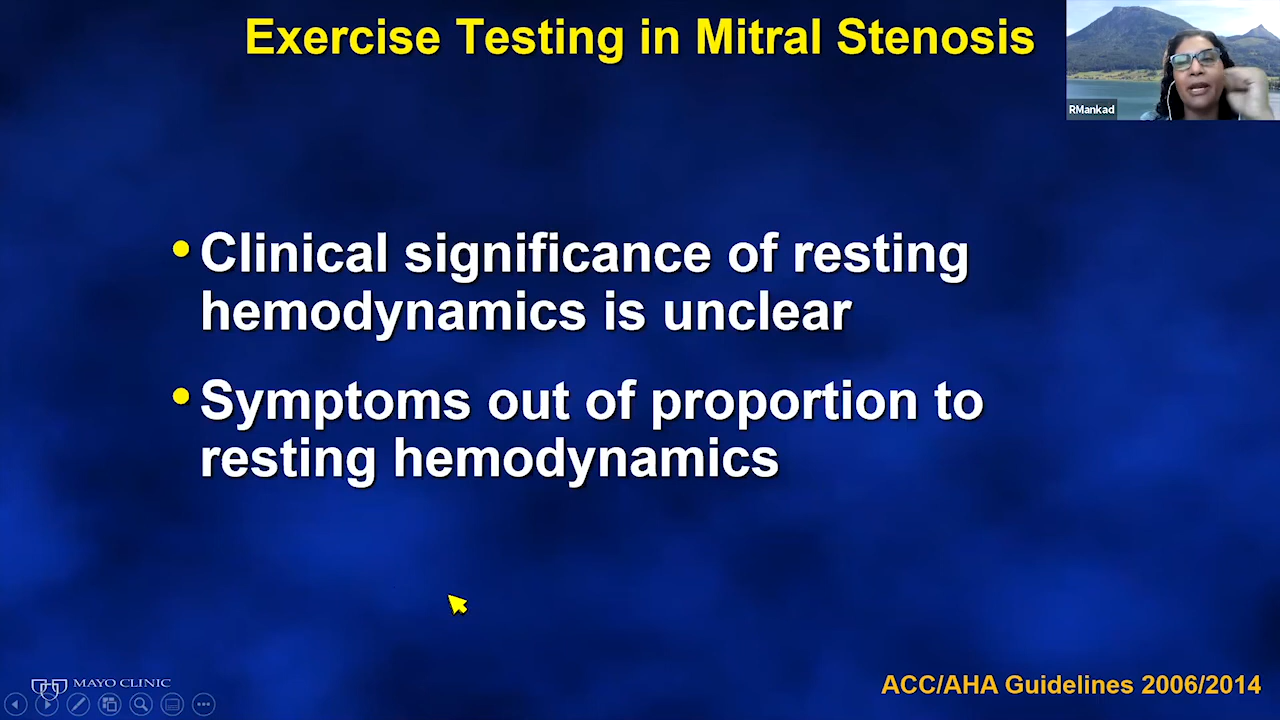 Exercise Testing in Mitral Stenosis
RMankad
• Clinical significance of resting
hemodynamics is unclear
• Symptoms out of proportion to
resting hemodynamics
MAYO CLINIC
ACC/AHA Guidelines 2006/2014